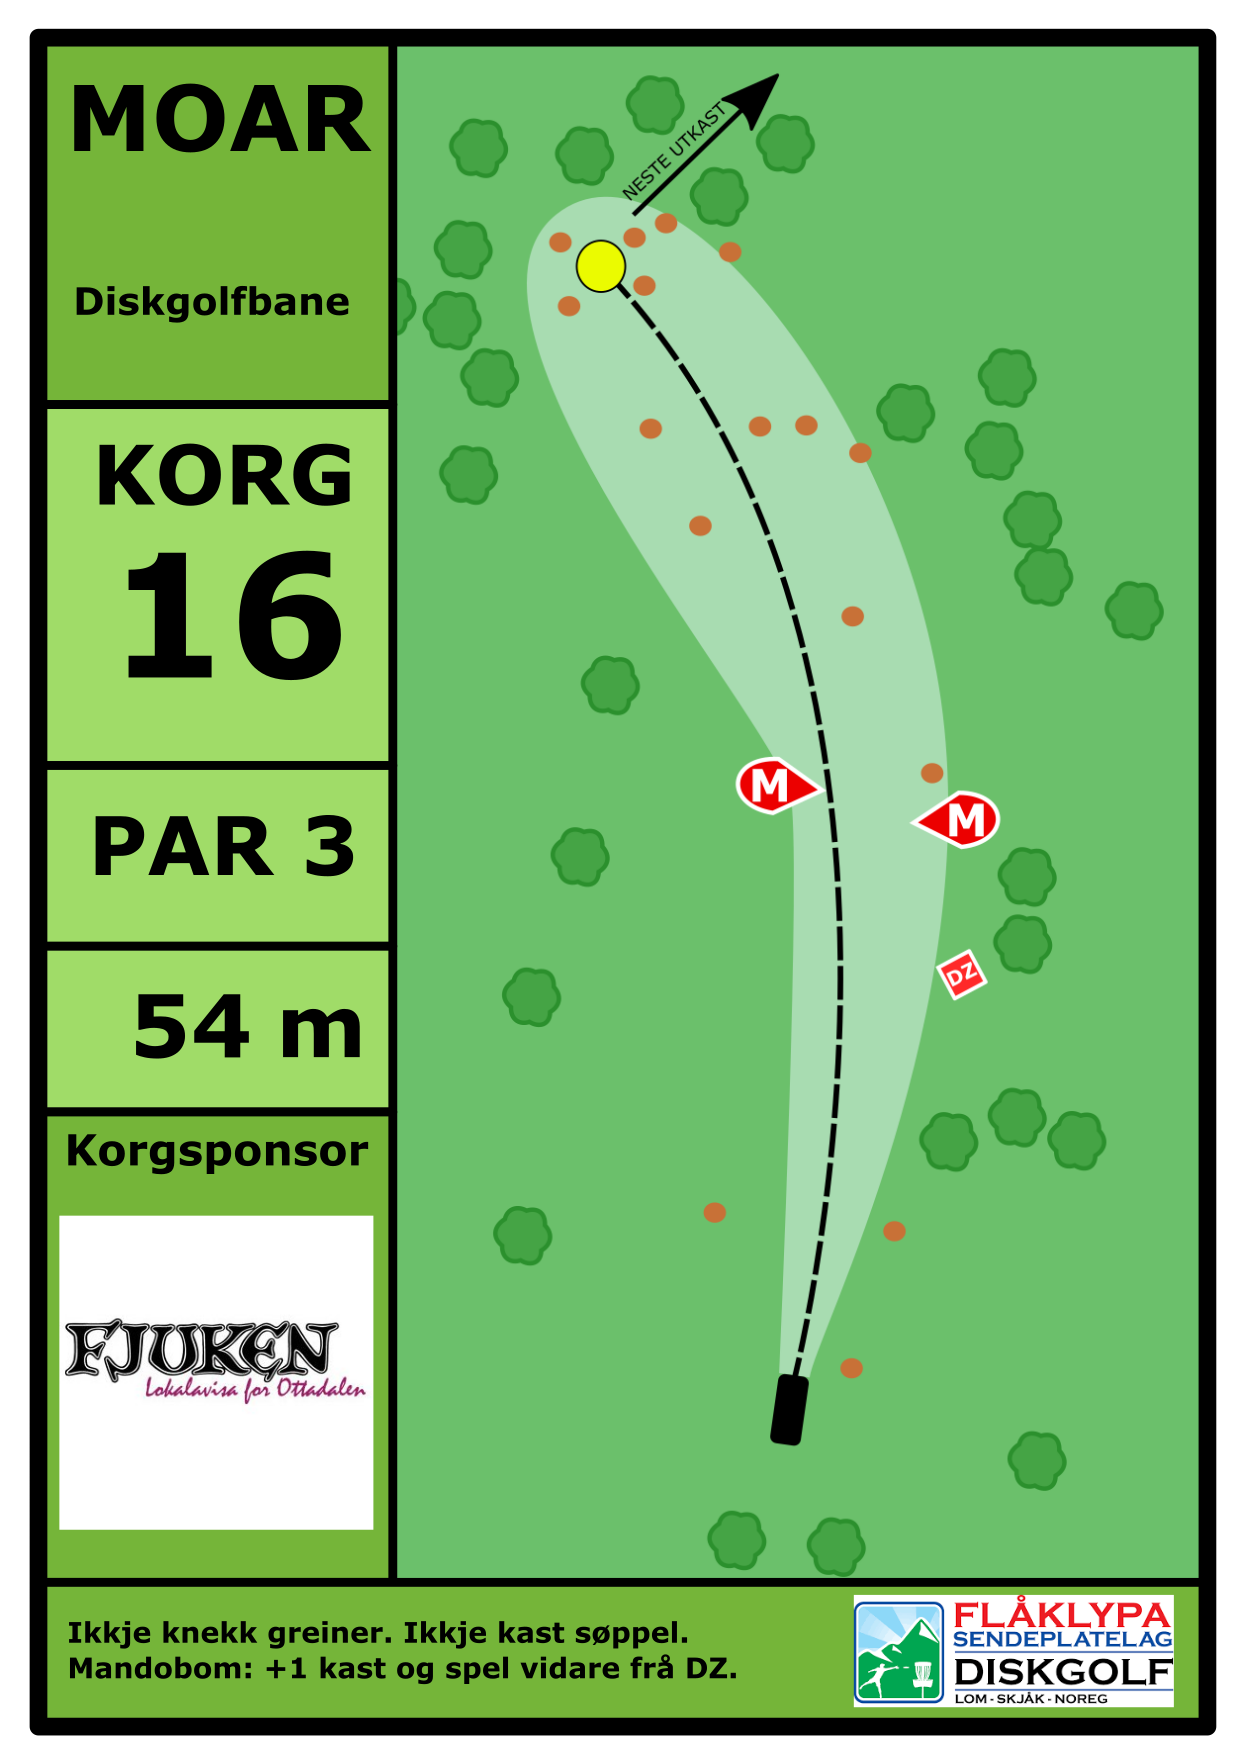 MOAR
Diskgolfbane
KORG
16
PAR 3
54 m
Korgsponsor
FJUKEN
Lokalavisa for Ottadalen
NESTE UTKAST
M
M
DZ
Ikkje knekk greiner. Ikkje kast søppel.
Mandobom: +1 kast og spel vidare frå DZ.
FLÅKLYPA
SENDEPLATELAG
DISKGOLF
LOM - SKJÅK - NOREG